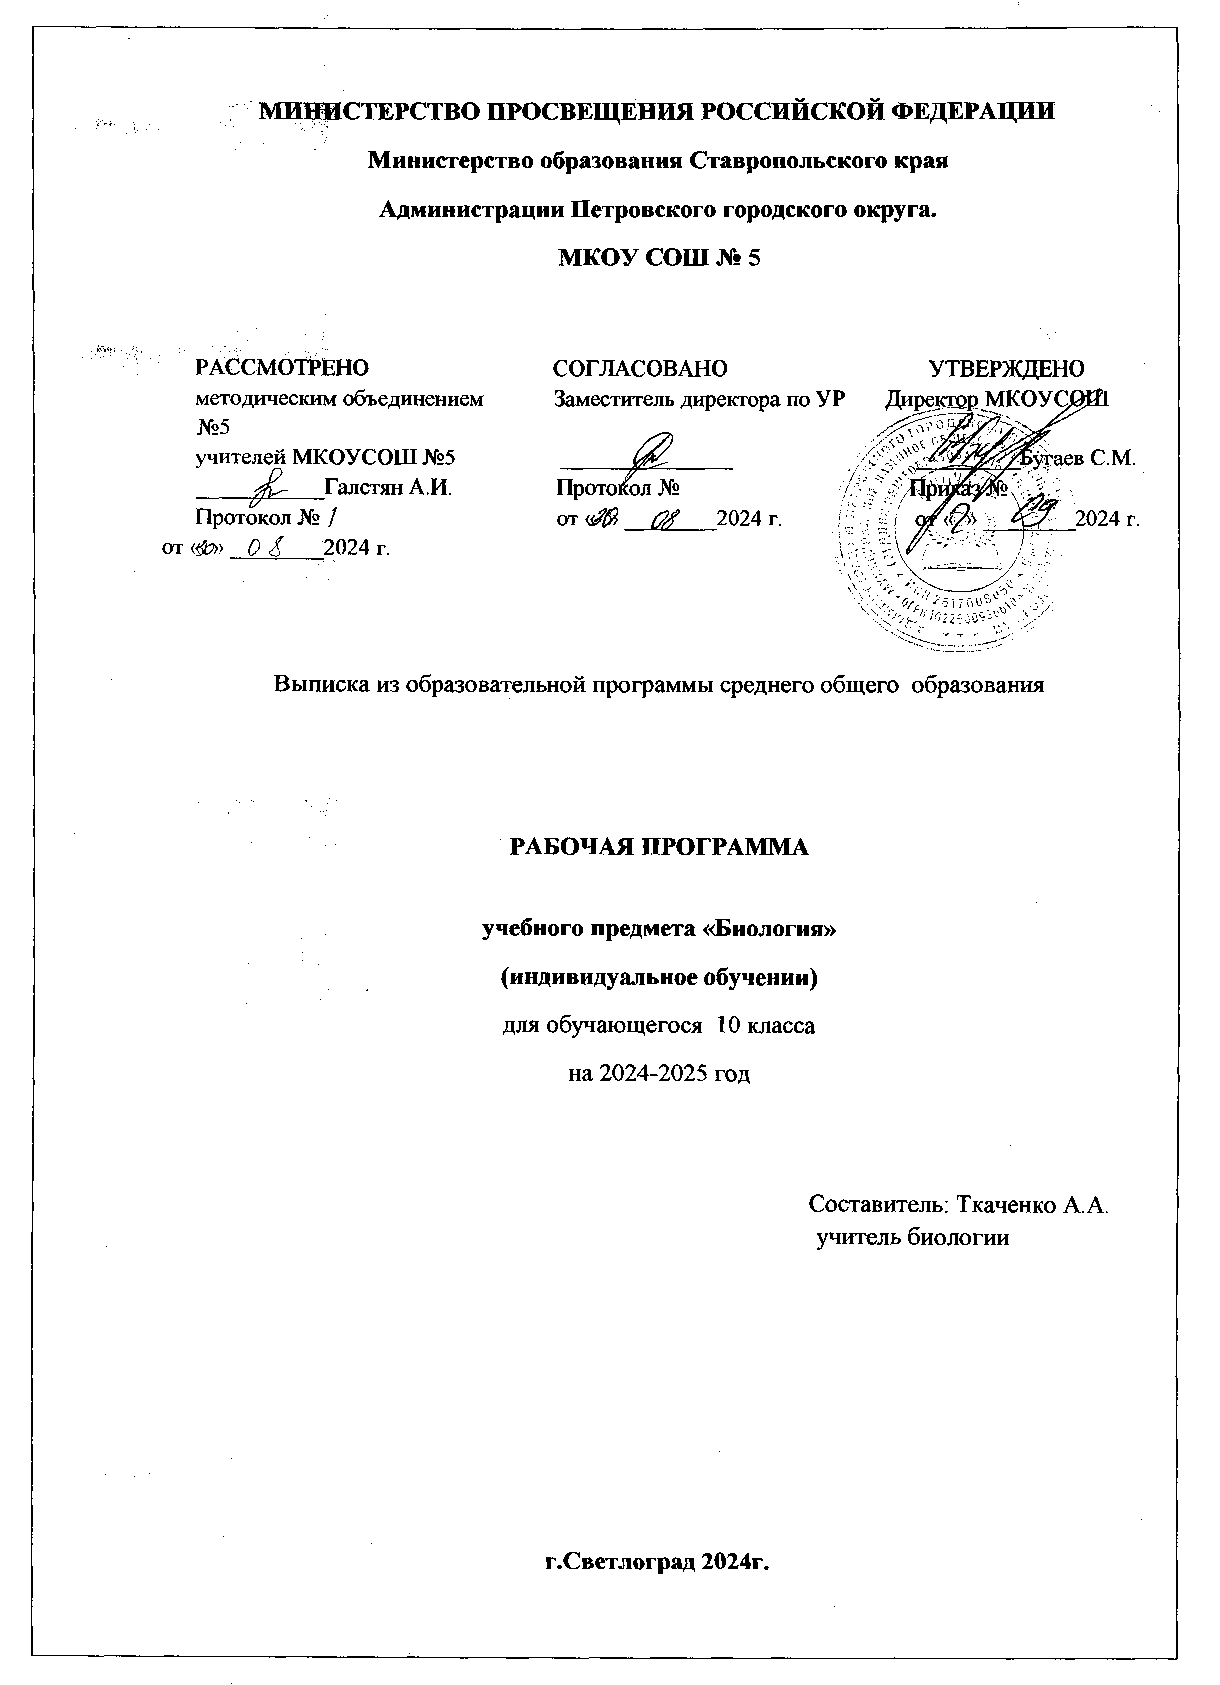 МИНИСТЕРСТВО ПРОСВЕЩЕНИЯ РОССИЙСКОЙ ФЕДЕРАЦИИ
Министерство образования Ставропольского края
Администрации Петровского городского округа.
МКОУ СОШ № 5
РАССМОТРЕНО
методическим объединением
№5
учителей МКОУСОШ №5
____________Галстян А.И.
Протокол № 1
от «30» 08 2024 г.
СОГЛАСОВАНО
Заместитель директора по УР
Протокол №
от «30» 08 2024 г.
УТВЕРЖДЕНО
Директор МКОУСОШ
Бугаев С.М.
Приказ №
от «2» 09 2024 г.
Выписка из образовательной программы среднего общего образования
РАБОЧАЯ ПРОГРАММА
учебного предмета «Биология»
(индивидуальное обучении)
для обучающегося 10 класса
на 2024-2025 год
Составитель: Ткаченко А.А.
учитель биологии
г.Светлоград 2024г.